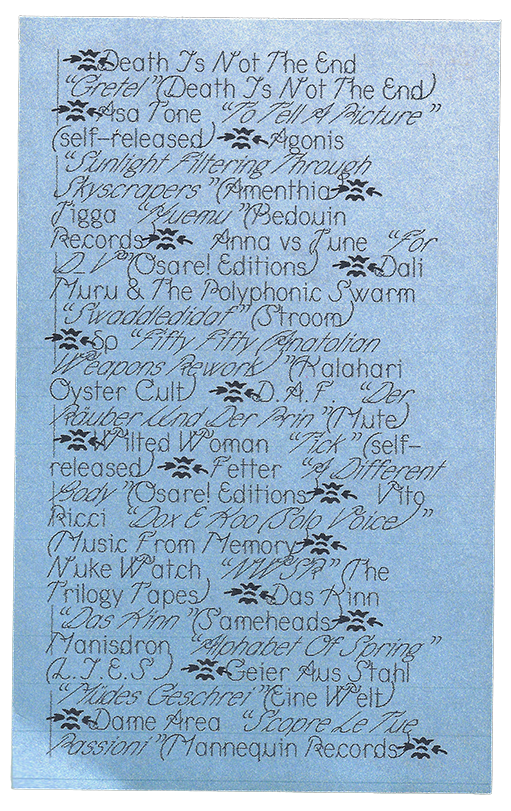 Death Is Not The End
"Gretel" (Death Is Not The End)
Asa Tone "To Tell A Picture"
(self-released) Agonis
"Sunlight Filtering Through
Skyscrapers" (Amenthia)
Jigga "Muemu" (Bedouin
Records) Anna vs June "For
D_V" (Osare! Editions) Dali
Muru & The Polyphonic Swarm
"Swaddledidaf" (Stroom)
Sp "Fifty Fifty (Anatolian
Weapons Rework)" (Kalahari
Oyster Cult) D.A.F. "Der
Räuber Und Der Prinz" (Mute)
Wilted Woman "Tick" (self-
released) Fetter "A Different
Body" (Osare! Editions) Vito
Ricci "Dox E Koo (Solo Voice)"
(Music From Memory)
Nuke Watch "NWSR" (The
Trilogy Tapes) Das Kinn
"Das Kinn" (Sameheads)
Manisdron "Alphabet Of Spring"
(L.I.E.S.) Geier Aus Stahl
"Müdes Geschrei" (Eine Welt)
Dame Area "Scopre Le Tue
Passioni" (Mannequin Records)